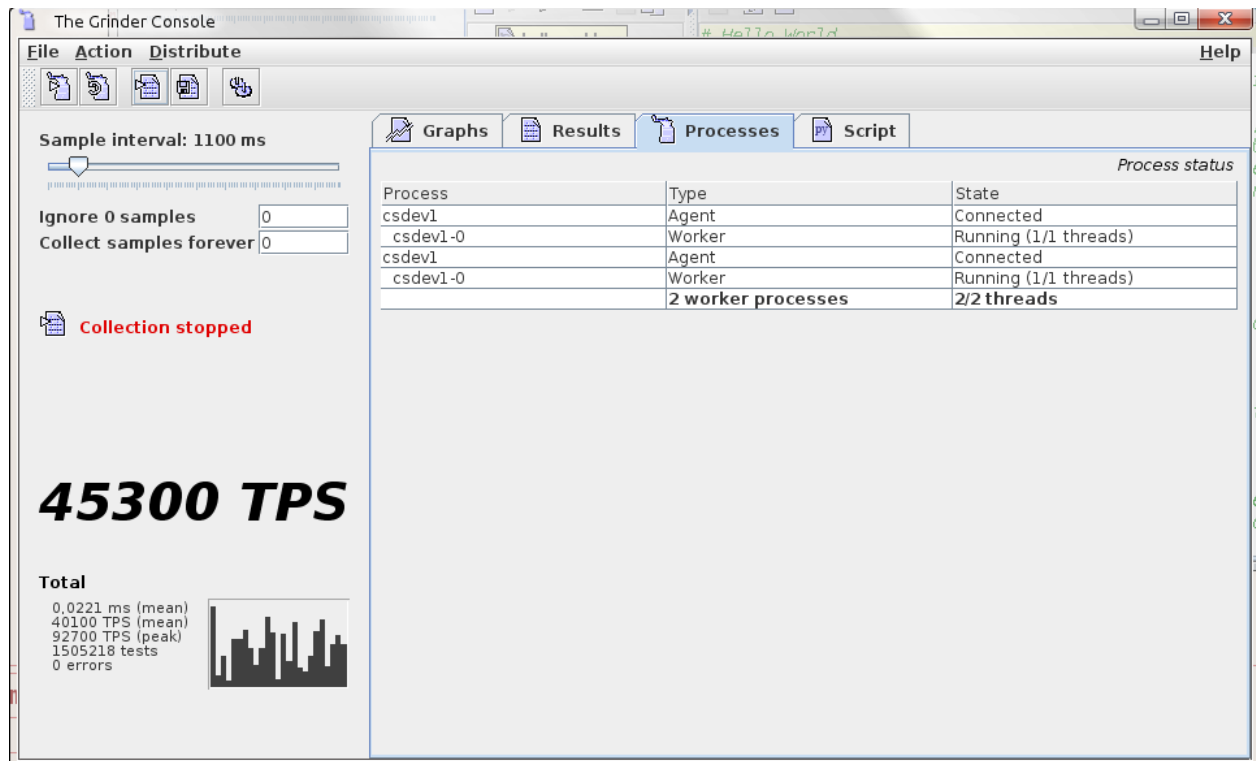 The Grinder Console
# Hello World
File Action Distribute Help
Sample interval: 1100 ms
Ignore 0 samples 0
Collect samples forever 0
Collection stopped
45300 TPS
Total
0,0221 ms (mean)
40100 TPS (mean)
92700 TPS (peak)
1505218 tests
0 errors
Graphs Results Processes Script
Process status
Process Type State
csdev1 Agent Connected
csdev1-0 Worker Running (1/1 threads)
csdev1 Agent Connected
csdev1-0 Worker Running (1/1 threads)
2 worker processes 2/2 threads